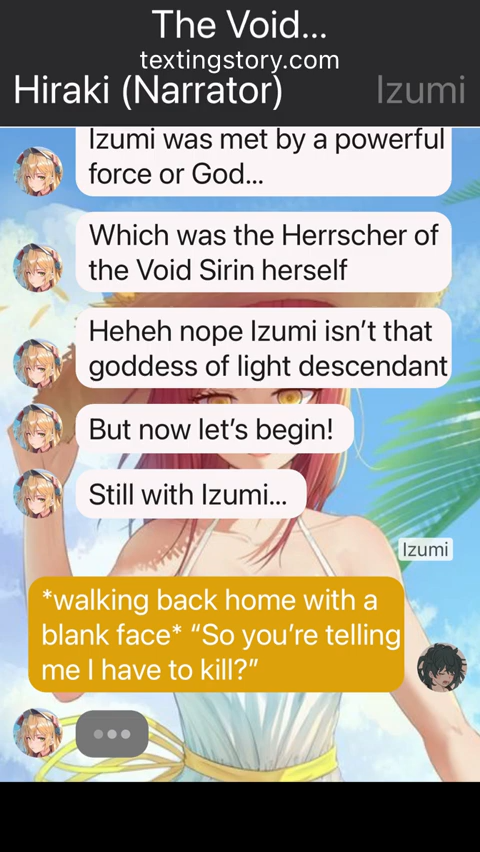 The Void...
textingstory.com
Hiraki (Narrator) Izumi
Izumi was met by a powerful
force or God...
Which was the Herrscher of
the Void Sirin herself
Heheh nope Izumi isn’t that
goddess of light descendant
But now let’s begin!
Still with Izumi...
Izumi
*walking back home with a
blank face* “So you’re telling
me I have to kill?”